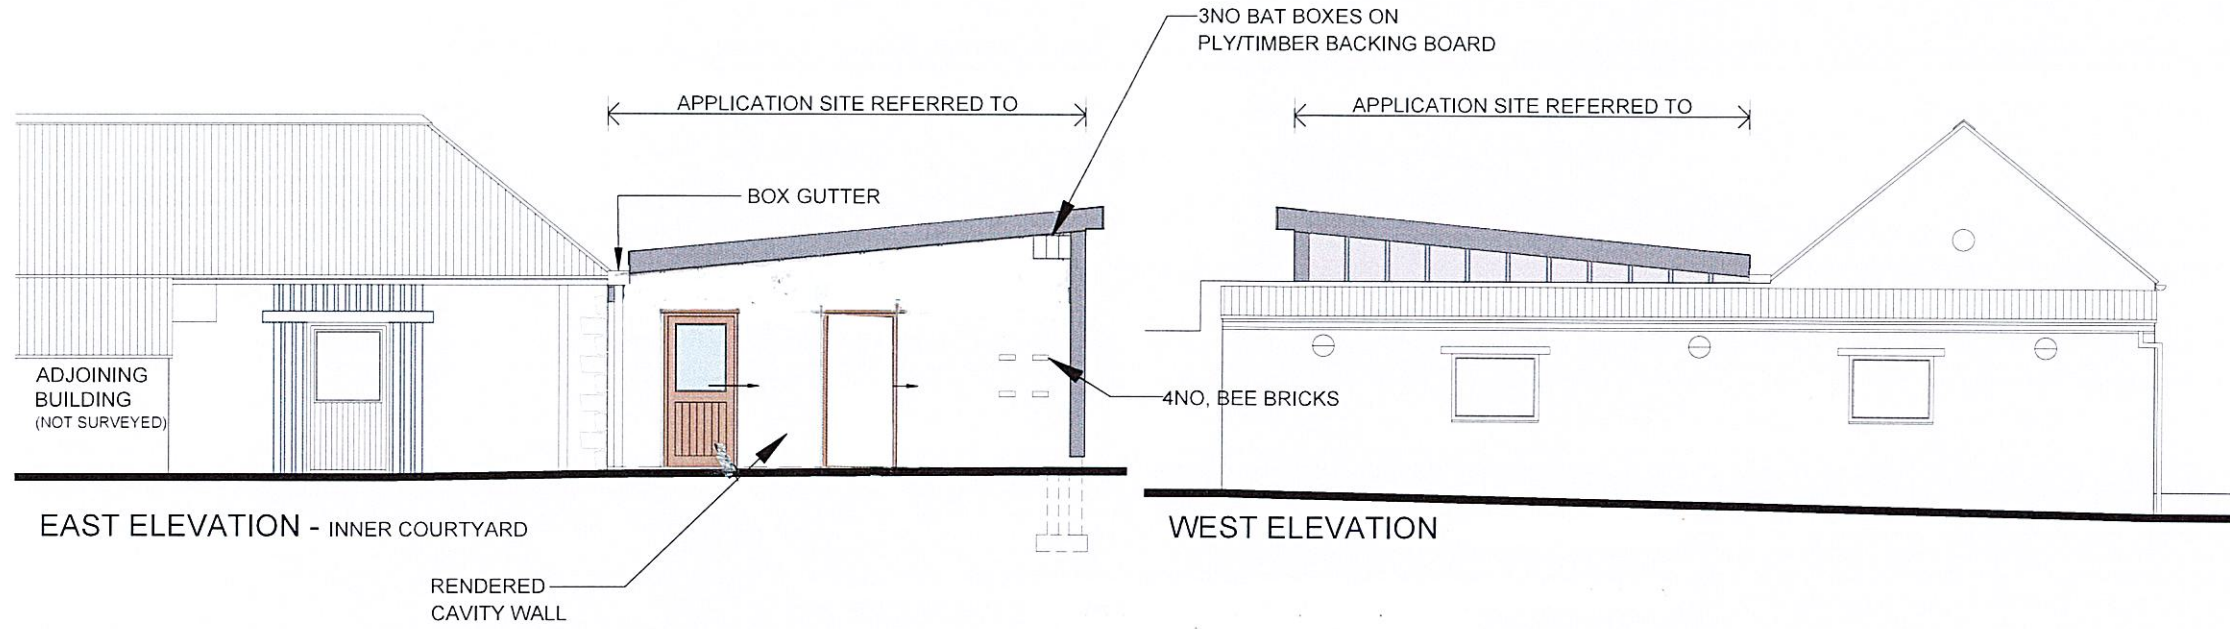 3NO BAT BOXES ON
PLY/TIMBER BACKING BOARD
APPLICATION SITE REFERRED TO
APPLICATION SITE REFERRED TO
BOX GUTTER
ADJOINING
BUILDING
(NOT SURVEYED)
4NO, BEE BRICKS
EAST ELEVATION - INNER COURTYARD
WEST ELEVATION
RENDERED
CAVITY WALL